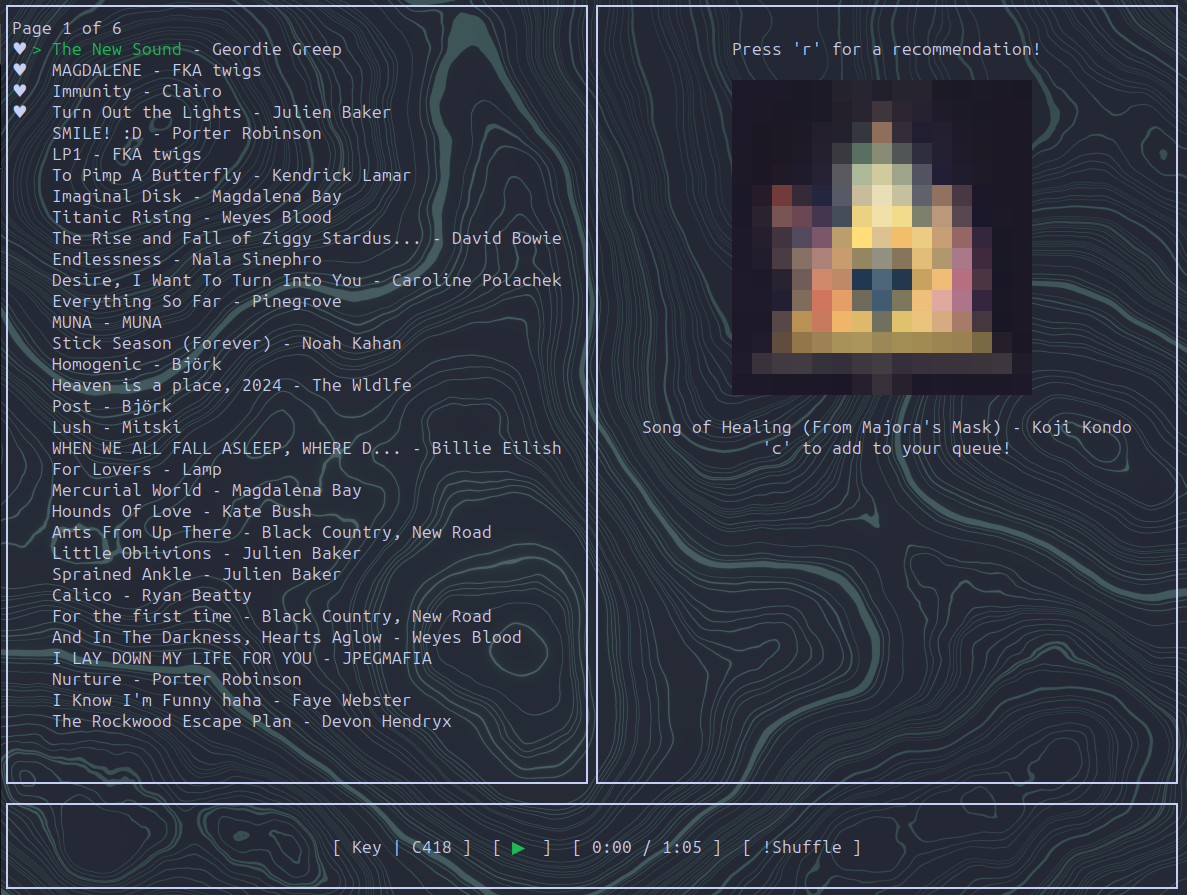 Page 1 of 6
♥ > The New Sound - Geordie Greep
♥ MAGDALENE - FKA twigs
♥ Immunity - Clairo
♥ Turn Out the Lights - Julien Baker
SMILE! :D - Porter Robinson
LP1 - FKA twigs
To Pimp A Butterfly - Kendrick Lamar
Imaginal Disk - Magdalena Bay
Titanic Rising - Weyes Blood
The Rise and Fall of Ziggy Stardus... - David Bowie
Endlessness - Nala Sinephro
Desire, I Want To Turn Into You - Caroline Polachek
Everything So Far - Pinegrove
MUNA - MUNA
Stick Season (Forever) - Noah Kahan
Homogenic - Björk
Heaven is a place, 2024 - The Wldlfe
Post - Björk
Lush - Mitski
WHEN WE ALL FALL ASLEEP, WHERE D... - Billie Eilish
For Lovers - Lamp
Mercurial World - Magdalena Bay
Hounds Of Love - Kate Bush
Ants From Up There - Black Country, New Road
Little Oblivions - Julien Baker
Sprained Ankle - Julien Baker
Calico - Ryan Beatty
For the first time - Black Country, New Road
And In The Darkness, Hearts Aglow - Weyes Blood
I LAY DOWN MY LIFE FOR YOU - JPEGMAFIA
Nurture - Porter Robinson
I Know I'm Funny haha - Faye Webster
The Rockwood Escape Plan - Devon Hendryx
Press 'r' for a recommendation!
Song of Healing (From Majora's Mask) - Koji Kondo
'c' to add to your queue!
[ Key | C418 ] [ ▶ ] [ 0:00 / 1:05 ] [ !Shuffle ]